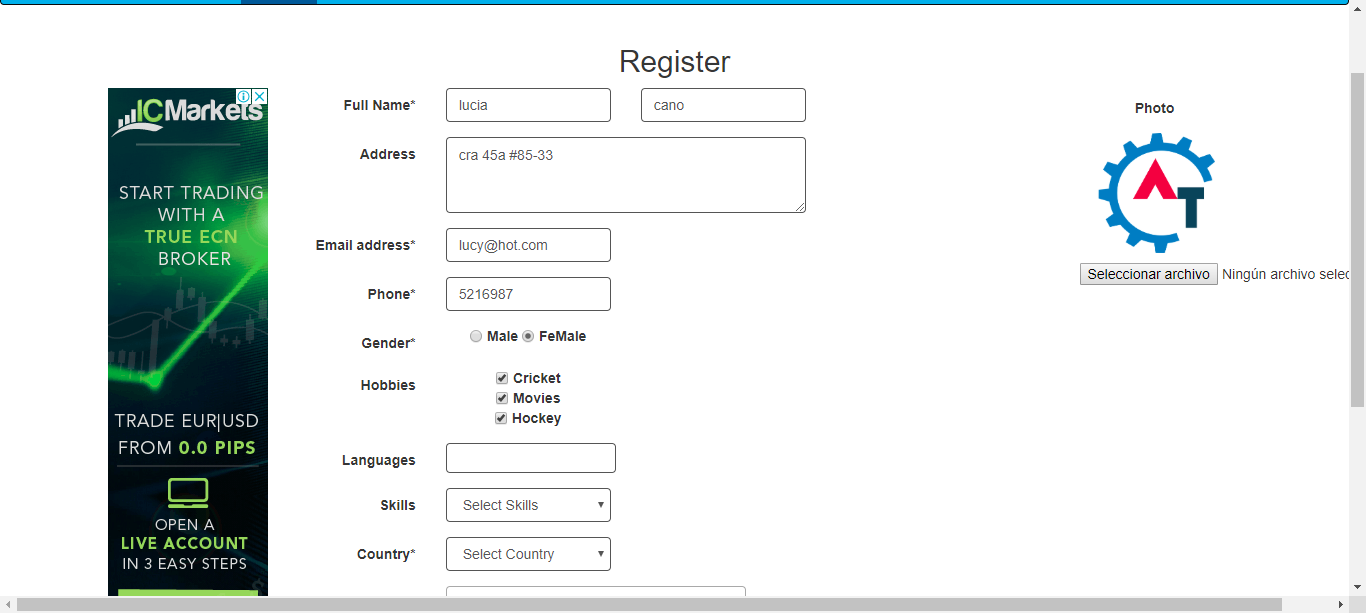 Register
ICMarkets
START TRADING
WITH A
TRUE ECN
BROKER
TRADE EUR|USD
FROM 0.0 PIPS
OPEN A
LIVE ACCOUNT
IN 3 EASY STEPS
Full Name* lucia cano
Address cra 45a #85-33
Email address* lucy@hot.com
Phone* 5216987
Gender* Male FeMale
Hobbies Cricket
Movies
Hockey
Languages
Skills Select Skills
Country* Select Country
Photo
AT
Seleccionar archivo Ningún archivo selec